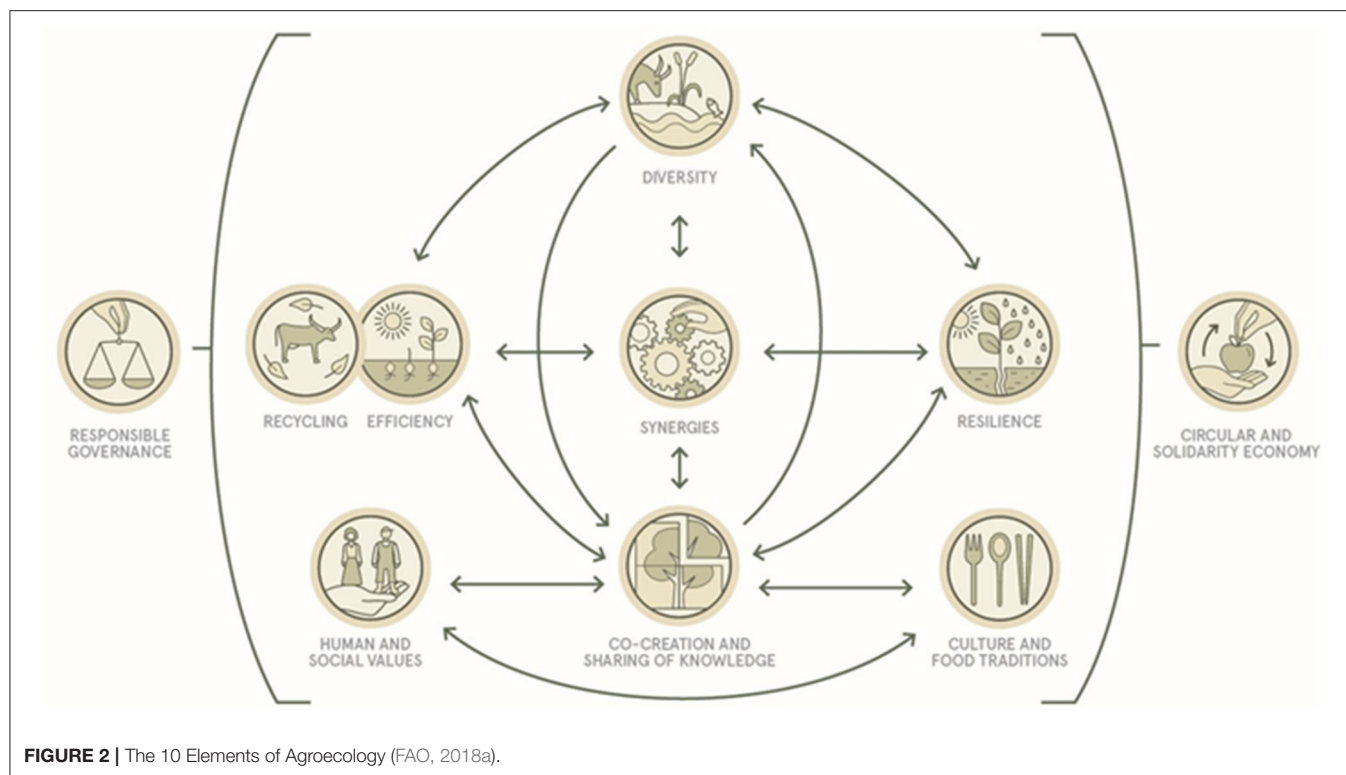 DIVERSITY
RECYCLING
EFFICIENCY
SYNERGIES
RESILIENCE
RESPONSIBLE
GOVERNANCE
CIRCULAR AND
SOLIDARITY ECONOMY
HUMAN AND
SOCIAL VALUES
CO-CREATION AND
SHARING OF KNOWLEDGE
CULTURE AND
FOOD TRADITIONS
FIGURE 2 | The 10 Elements of Agroecology (FAO, 2018a).